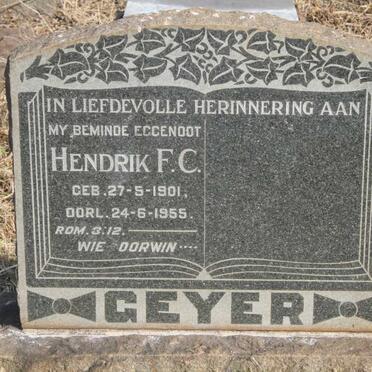 IN LIEFDEVOLLE HERINNERING AAN
MY BEMINDE EGGENOOT
HENDRIK F.C.
GEB. 27-5-1901.
OORL. 24-6-1955.
ROM. 8.12.
WIE OORWIN....
GEYER